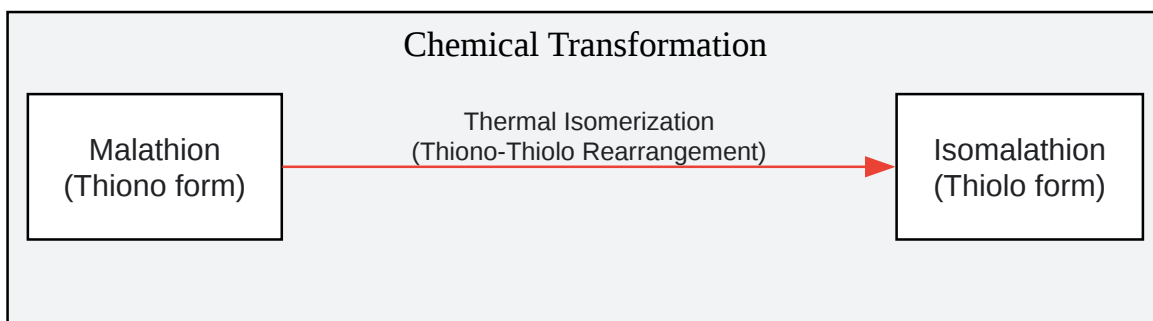 Chemical Transformation
Malathion
(Thiono form)
Thermal Isomerization
(Thiono-Thiolo Rearrangement)
Isomalathion
(Thiolo form)